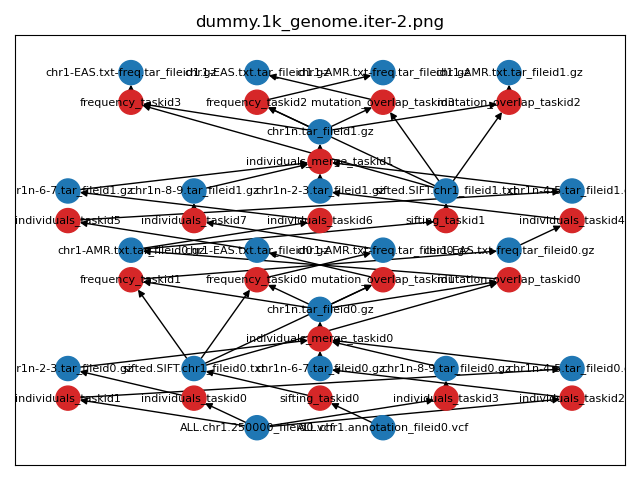 dummy.1k_genome.iter-2.png
chr1-EAS.txt-freq.tar_fileid1.gz chr1-EAS.txt.tar_fileid1.gz chr1-AMR.txt-freq.tar_fileid1.gz chr1-AMR.txt.tar_fileid1.gz
frequency_taskid3 frequency_taskid2 mutation_overlap_taskid3 mutation_overlap_taskid2
chr1n.tar_fileid1.gz
individuals_merge_taskid1
r1n-6-7.tar_fileid1.gz chr1n-8-9.tar_fileid1.gz chr1n-2-3.tar_fileid1.gz sifted.SIFT.chr1_fileid1.txt chr1n-4-5.tar_fileid1.g
individuals_taskid5 individuals_taskid7 individuals_taskid6 sifting_taskid1 individuals_taskid4
chr1-AMR.txt.tar_fileid0.gz chr1-EAS.txt.tar_fileid0.gz chr1-AMR.txt-freq.tar_fileid0.gz chr1-EAS.txt-freq.tar_fileid0.gz
frequency_taskid1 frequency_taskid0 mutation_overlap_taskid1 mutation_overlap_taskid0
chr1n.tar_fileid0.gz
individuals_merge_taskid0
r1n-2-3.tar_fileid0.gz sifted.SIFT.chr1_fileid0.txt chr1n-6-7.tar_fileid0.gz chr1n-8-9.tar_fileid0.gz chr1n-4-5.tar_fileid0.g
individuals_taskid1 individuals_taskid0 sifting_taskid0 individuals_taskid3 individuals_taskid2
ALL.chr1.250000_fileid0.vcf ALL.chr1.annotation_fileid0.vcf